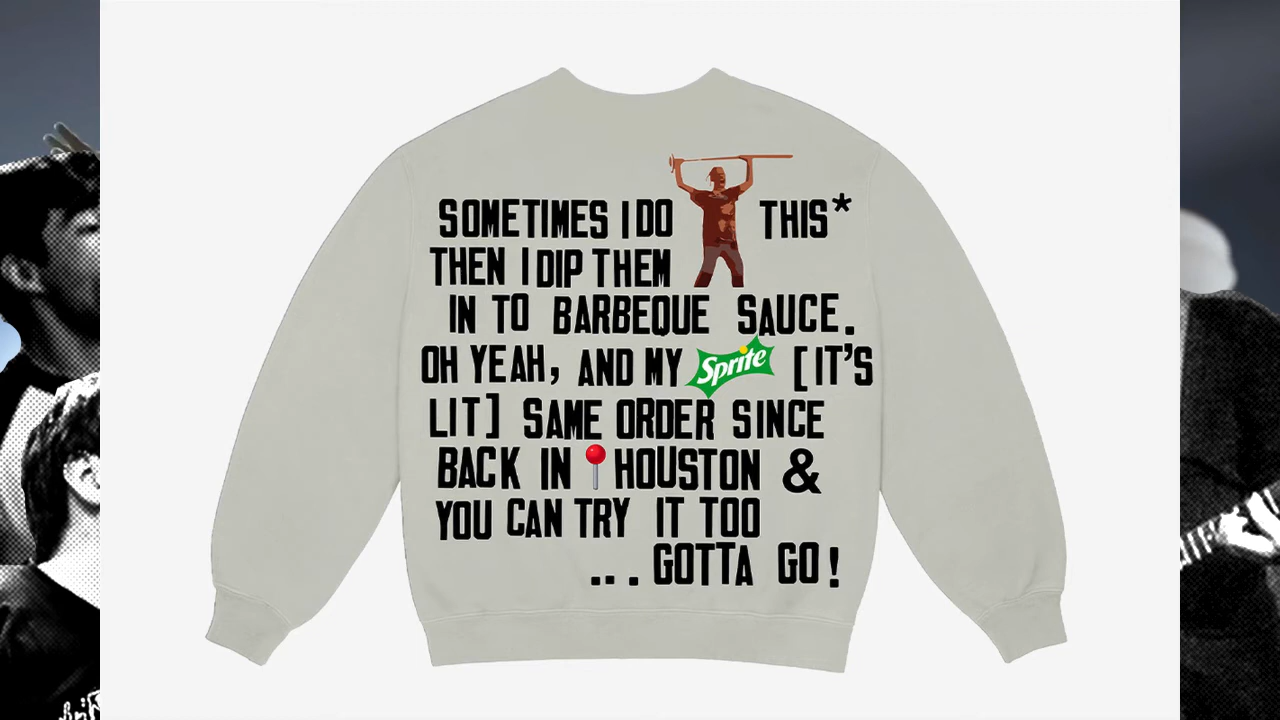 SOMETIMES I DO THIS*
THEN I DIP THEM
IN TO BARBEQUE SAUCE.
OH YEAH, AND MY Sprite [IT'S
LIT] SAME ORDER SINCE
BACK IN HOUSTON &
YOU CAN TRY IT TOO
... GOTTA GO!